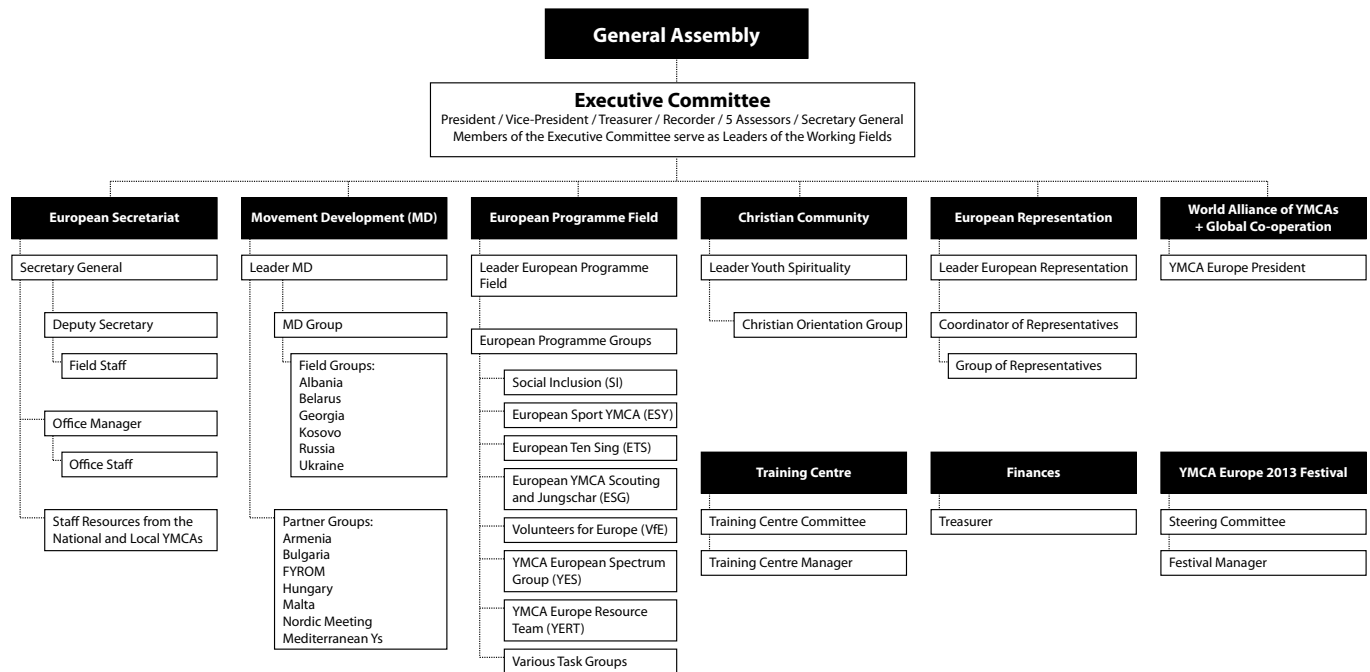 General Assembly
Executive Committee
President / Vice-President / Treasurer / Recorder / 5 Assessors / Secretary General
Members of the Executive Committee serve as Leaders of the Working Fields
European Secretariat
Secretary General
Deputy Secretary
Field Staff
Office Manager
Office Staff
Staff Resources from the
National and Local YMCAs
Movement Development (MD)
Leader MD
MD Group
Field Groups:
Albania
Belarus
Georgia
Kosovo
Russia
Ukraine
Partner Groups:
Armenia
Bulgaria
FYROM
Hungary
Malta
Nordic Meeting
Mediterranean Ys
European Programme Field
Leader European Programme
Field
European Programme Groups
Social Inclusion (SI)
European Sport YMCA (ESY)
European Ten Sing (ETS)
European YMCA Scouting
and Jungschar (ESG)
Volunteers for Europe (VfE)
YMCA European Spectrum
Group (YES)
YMCA Europe Resource
Team (YERT)
Various Task Groups
Christian Community
Leader Youth Spirituality
Christian Orientation Group
European Representation
Leader European Representation
Coordinator of Representatives
Group of Representatives
World Alliance of YMCAs
+ Global Co-operation
YMCA Europe President
Training Centre
Training Centre Committee
Training Centre Manager
Finances
Treasurer
YMCA Europe 2013 Festival
Steering Committee
Festival Manager